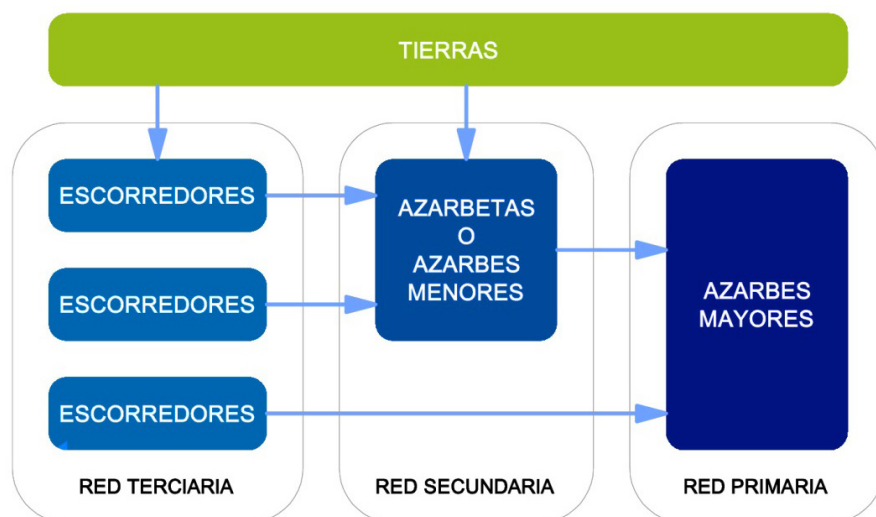 TIERRAS
ESCORREDORES
ESCORREDORES
ESCORREDORES
RED TERCIARIA
AZARBETAS
O
AZARBES
MENORES
RED SECUNDARIA
AZARBES
MAYORES
RED PRIMARIA